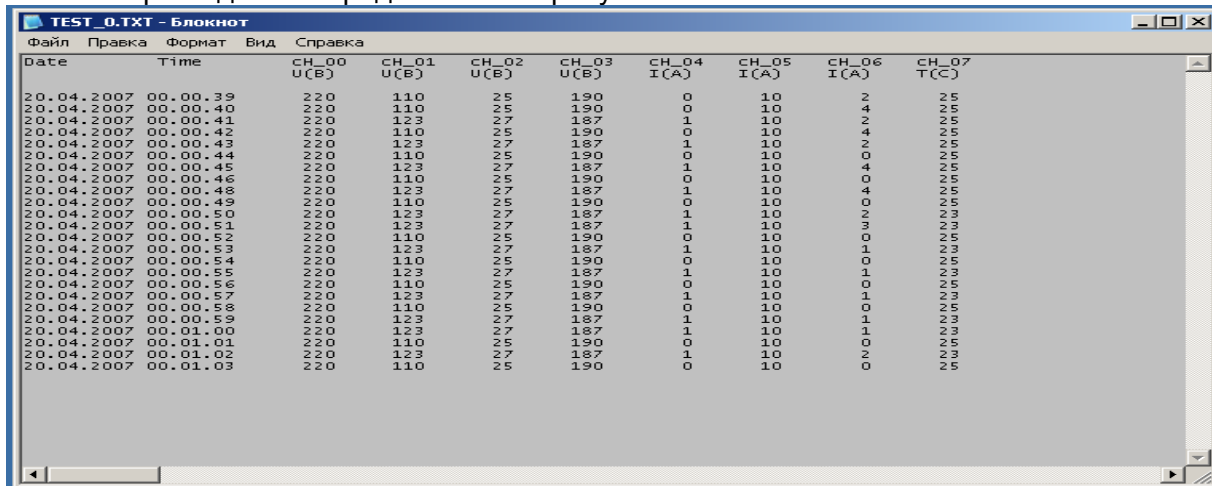 TEST_0.TXT - Блокнот
Файл Правка Формат Вид Справка
Date Time CH_00 CH_01 CH_02 CH_03 CH_04 CH_05 CH_06 CH_07
U(B) U(B) U(B) U(B) I(A) I(A) I(A) T(C)
20.04.2007 00.00.39 220 110 25 190 0 10 2 25
20.04.2007 00.00.40 220 110 25 190 0 10 4 25
20.04.2007 00.00.41 220 123 27 187 1 10 2 25
20.04.2007 00.00.42 220 110 25 190 0 10 4 25
20.04.2007 00.00.43 220 123 27 187 1 10 2 25
20.04.2007 00.00.44 220 110 25 190 0 10 0 25
20.04.2007 00.00.45 220 123 27 187 1 10 4 25
20.04.2007 00.00.46 220 110 25 190 0 10 0 25
20.04.2007 00.00.48 220 123 27 187 1 10 4 25
20.04.2007 00.00.49 220 110 25 190 0 10 0 25
20.04.2007 00.00.50 220 123 27 187 1 10 2 23
20.04.2007 00.00.51 220 123 27 187 1 10 3 23
20.04.2007 00.00.52 220 110 25 190 0 10 0 25
20.04.2007 00.00.53 220 123 27 187 1 10 1 23
20.04.2007 00.00.54 220 110 25 190 0 10 0 25
20.04.2007 00.00.55 220 123 27 187 1 10 1 23
20.04.2007 00.00.56 220 110 25 190 0 10 0 25
20.04.2007 00.00.57 220 123 27 187 1 10 1 23
20.04.2007 00.00.58 220 110 25 190 0 10 0 25
20.04.2007 00.00.59 220 123 27 187 1 10 1 23
20.04.2007 00.01.00 220 123 27 187 1 10 1 23
20.04.2007 00.01.01 220 110 25 190 0 10 0 25
20.04.2007 00.01.02 220 123 27 187 1 10 2 23
20.04.2007 00.01.03 220 110 25 190 0 10 0 25